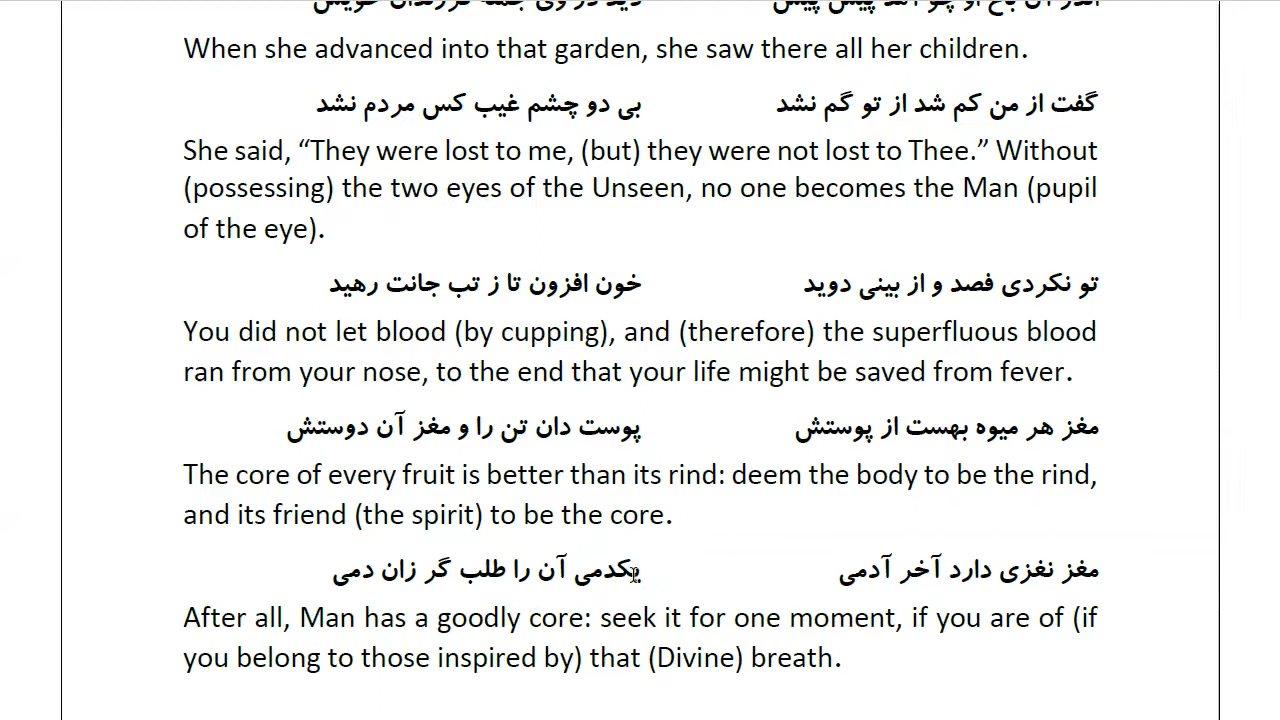 When she advanced into that garden, she saw there all her children.
گفت از من کم شد از تو گم نشد بی دو چشم غیب کس مردم نشد
She said, “They were lost to me, (but) they were not lost to Thee.” Without
(possessing) the two eyes of the Unseen, no one becomes the Man (pupil
of the eye).
تو نکردی فصد و از بینی دوید خون افزون تا ز تب جانت رهید
You did not let blood (by cupping), and (therefore) the superfluous blood
ran from your nose, to the end that your life might be saved from fever.
مغز هر میوه بهست از پوستش پوست دان تن را و مغز آن دوستش
The core of every fruit is better than its rind: deem the body to be the rind,
and its friend (the spirit) to be the core.
مغز نغزی دارد آخر آدمی یکدمی آن را طلب گر زان دمی
After all, Man has a goodly core: seek it for one moment, if you are of (if
you belong to those inspired by) that (Divine) breath.